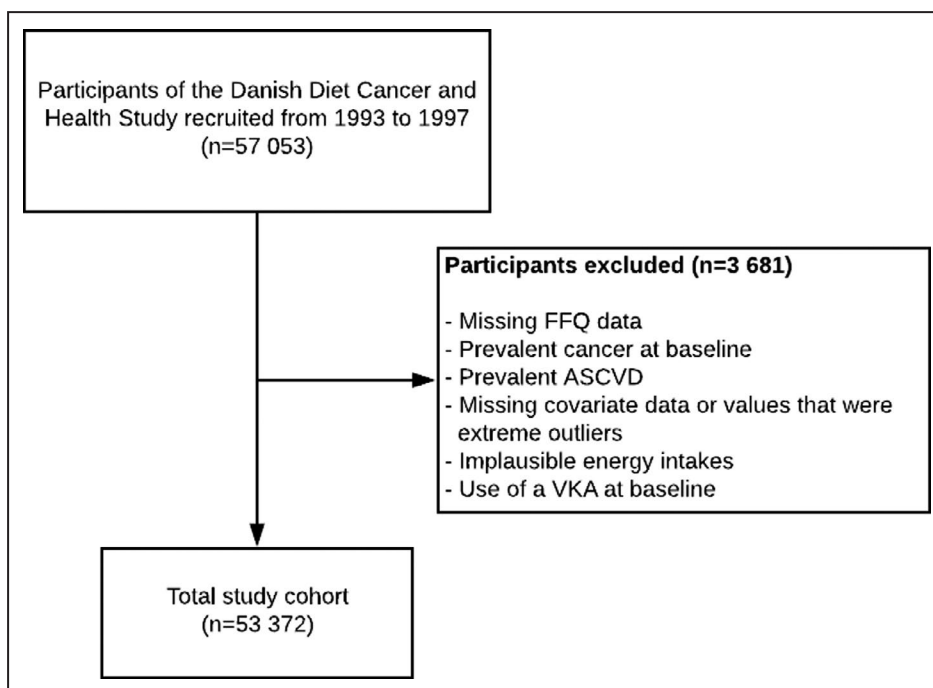 Participants of the Danish Diet Cancer and
Health Study recruited from 1993 to 1997
(n=57 053)
Participants excluded (n=3 681)
- Missing FFQ data
- Prevalent cancer at baseline
- Prevalent ASCVD
- Missing covariate data or values that were
extreme outliers
- Implausible energy intakes
- Use of a VKA at baseline
Total study cohort
(n=53 372)